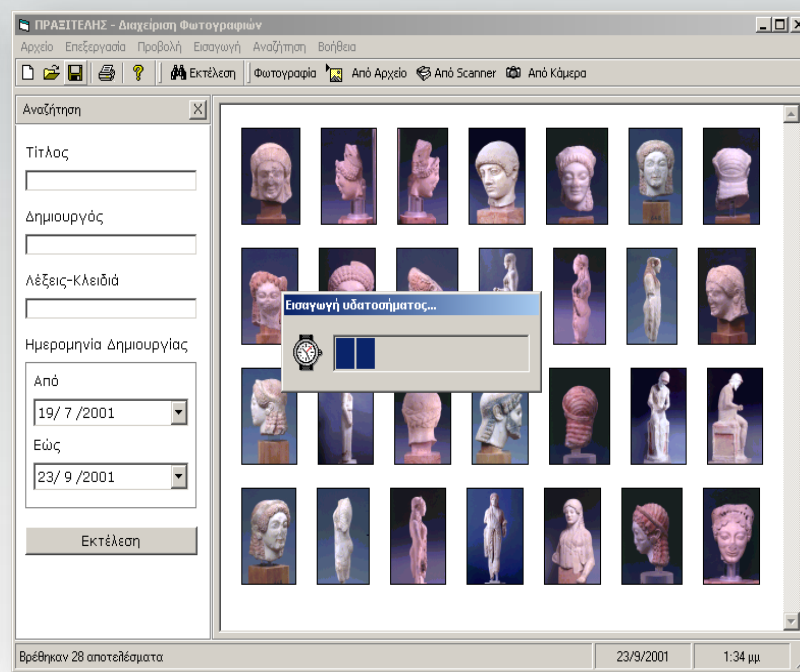 ΠΡΑΞΙΤΕΛΗΣ - Διαχείριση Φωτογραφιών
Αρχείο Επεξεργασία Προβολή Εισαγωγή Αναζήτηση Βοήθεια
Εκτέλεση Φωτογραφία Από Αρχείο Από Scanner Από Κάμερα
Αναζήτηση
Τίτλος
Δημιουργός
Λέξεις-Κλειδιά
Ημερομηνία Δημιουργίας
Από
19/ 7 /2001
Εώς
23/ 9 /2001
Εκτέλεση
Εισαγωγή υδατοσήματος...
Βρέθηκαν 28 αποτελέσματα 23/9/2001 1:34 μμ